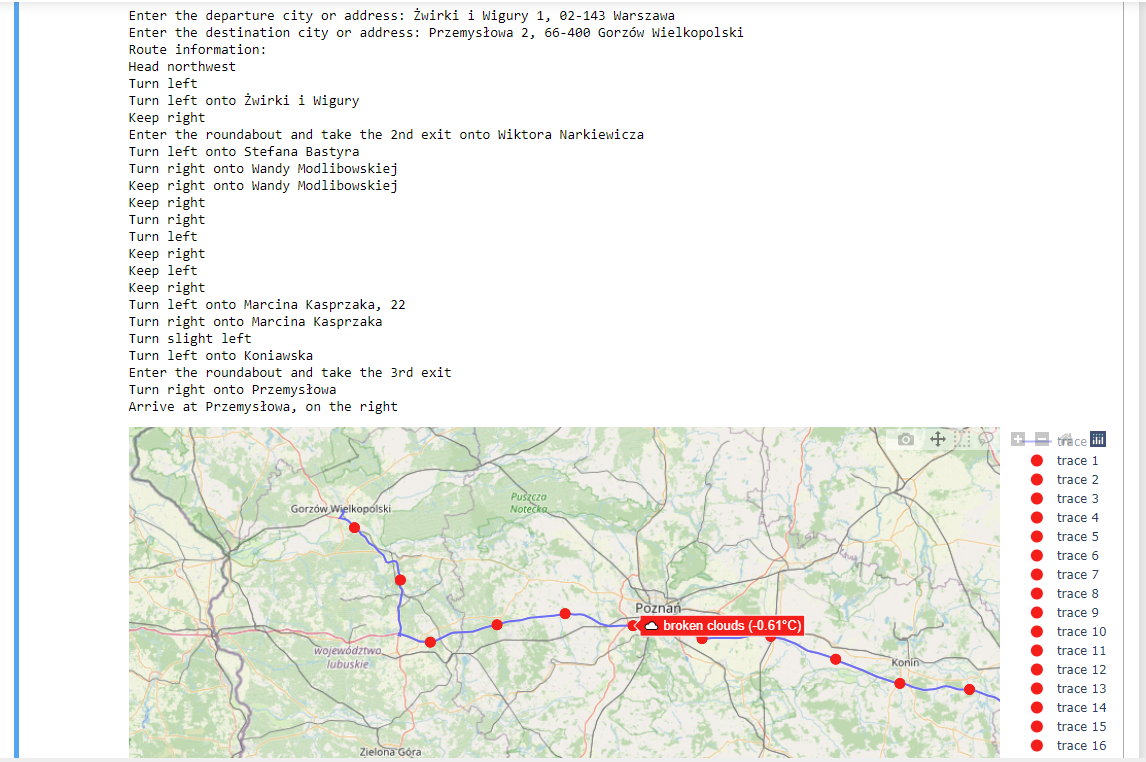 Enter the departure city or address: Żwirki i Wigury 1, 02-143 Warszawa
Enter the destination city or address: Przemysłowa 2, 66-400 Gorzów Wielkopolski
Route information:
Head northwest
Turn left
Turn left onto Żwirki i Wigury
Keep right
Enter the roundabout and take the 2nd exit onto Wiktora Narkiewicza
Turn left onto Stefana Bastyra
Turn right onto Wandy Modlibowskiej
Keep right onto Wandy Modlibowskiej
Keep right
Turn right
Turn left
Keep right
Keep left
Keep right
Turn left onto Marcina Kasprzaka, 22
Turn right onto Marcina Kasprzaka
Turn slight left
Turn left onto Koniawska
Enter the roundabout and take the 3rd exit
Turn right onto Przemysłowa
Arrive at Przemysłowa, on the right
Gorzów Wielkopolski
Puszcza
Notecka
Poznań
broken clouds (-0.61°C)
województwo
lubuskie
Konin
Zielona Góra
trace
trace 1
trace 2
trace 3
trace 4
trace 5
trace 6
trace 7
trace 8
trace 9
trace 10
trace 11
trace 12
trace 13
trace 14
trace 15
trace 16